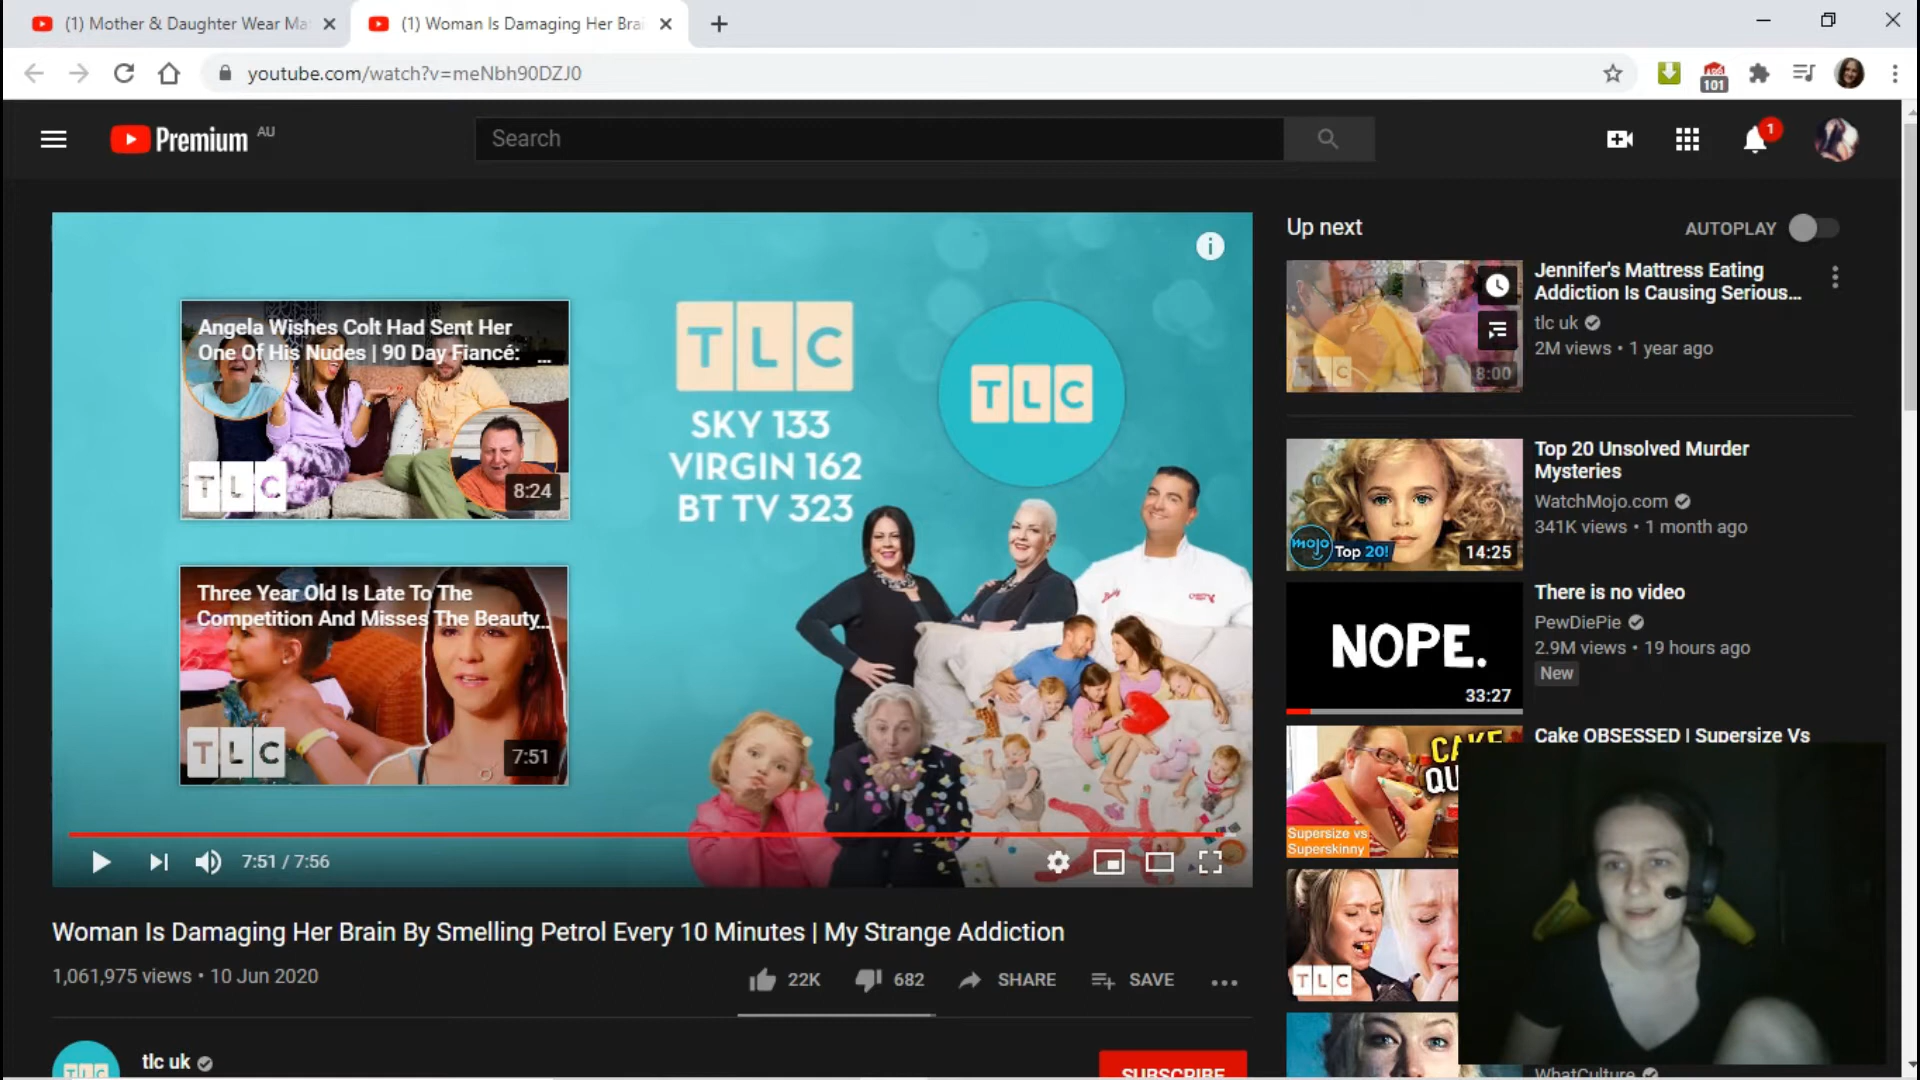 (1) Mother & Daughter Wear Ma
(1) Woman Is Damaging Her Bra
youtube.com/watch?v=meNbh90DZJ0
101
Premium AU
Search
1
Angela Wishes Colt Had Sent Her
One Of His Nudes | 90 Day Fiancé: ...
TLC
8:24
Three Year Old Is Late To The
Competition And Misses The Beauty...
TLC
7:51
TLC
SKY 133
VIRGIN 162
BT TV 323
TLC
7:51 / 7:56
Woman Is Damaging Her Brain By Smelling Petrol Every 10 Minutes | My Strange Addiction
1,061,975 views • 10 Jun 2020
22K
682
SHARE
SAVE
TLC
tlc uk
SUBSCRIBE
Up next
AUTOPLAY
TLC
8:00
Jennifer's Mattress Eating
Addiction Is Causing Serious...
tlc uk
2M views • 1 year ago
mojo
Top 20!
14:25
Top 20 Unsolved Murder
Mysteries
WatchMojo.com
341K views • 1 month ago
NOPE.
33:27
There is no video
PewDiePie
2.9M views • 19 hours ago
New
CAKE
QU
Supersize vs
Superskinny
Cake OBSESSED | Supersize Vs
TLC
WhatCulture